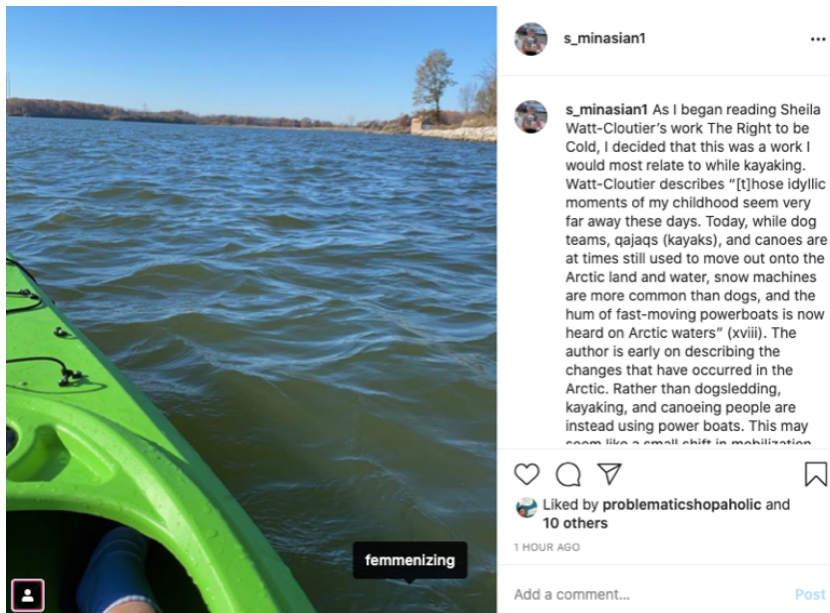 s_minasian1
s_minasian1 As I began reading Sheila
Watt-Cloutier's work The Right to be
Cold, I decided that this was a work I
would most relate to while kayaking.
Watt-Cloutier describes "[t]hose idyllic
moments of my childhood seem very
far away these days. Today, while dog
teams, qajaqs (kayaks), and canoes are
at times still used to move out onto the
Arctic land and water, snow machines
are more common than dogs, and the
hum of fast-moving powerboats is now
heard on Arctic waters" (xviii). The
author is early on describing the
changes that have occurred in the
Arctic. Rather than dogsledding,
kayaking, and canoeing people are
instead using power boats. This may
seem like a small shift in mobilization
Liked by problematicshopaholic and
10 others
1 HOUR AGO
Add a comment... Post
femmenizing